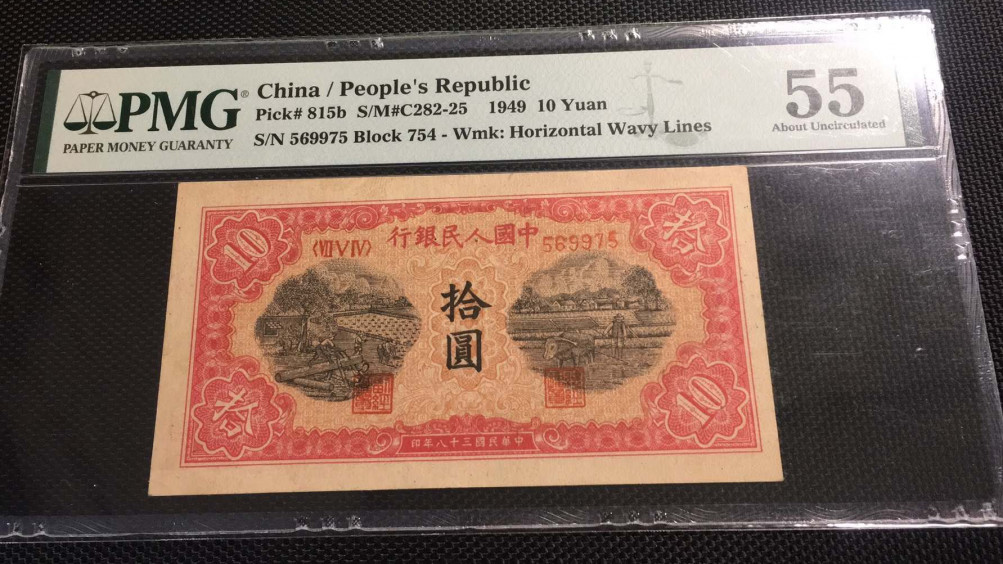 PMG®
PAPER MONEY GUARANTY
China / People's Republic
Pick# 815b S/M#C282-25 1949 10 Yuan
S/N 569975 Block 754 - Wmk: Horizontal Wavy Lines
55
About Uncirculated
10
拾
〈VII V IV〉
行銀民人國中
569975
拾
圓
拾
10
印年八十三國民華中